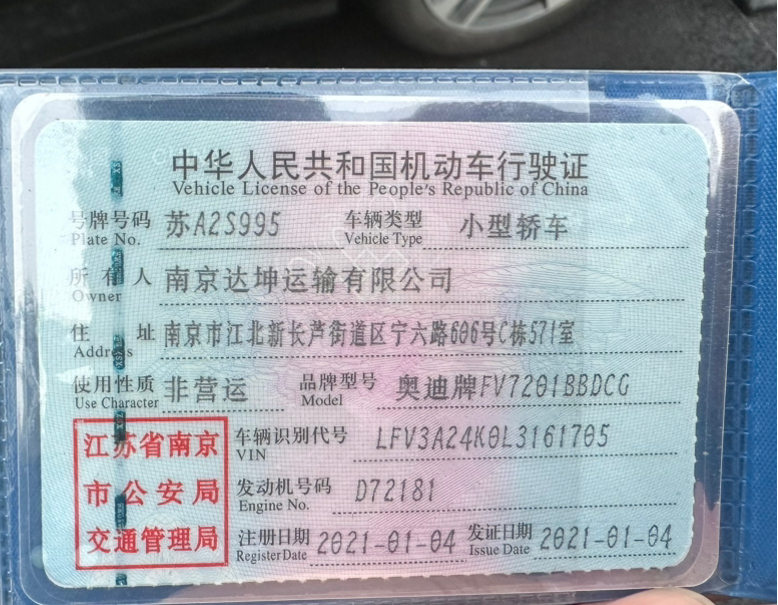 中华人民共和国机动车行驶证
Vehicle License of the People's Republic of China
号牌号码 苏A2S995 车辆类型 小型轿车
Plate No. Vehicle Type
所有人 南京达坤运输有限公司
Owner
住址 南京市江北新长芦街道区宁六路606号C栋571室
Address
使用性质 非营运 品牌型号 奥迪牌FV7201BBDCG
Use Character Model
江苏省南京 车辆识别代号 LFV3A24K0L3161705
VIN
市公安局 发动机号码 D72181
Engine No.
交通管理局 注册日期 2021-01-04 发证日期 2021-01-04
Register Date Issue Date